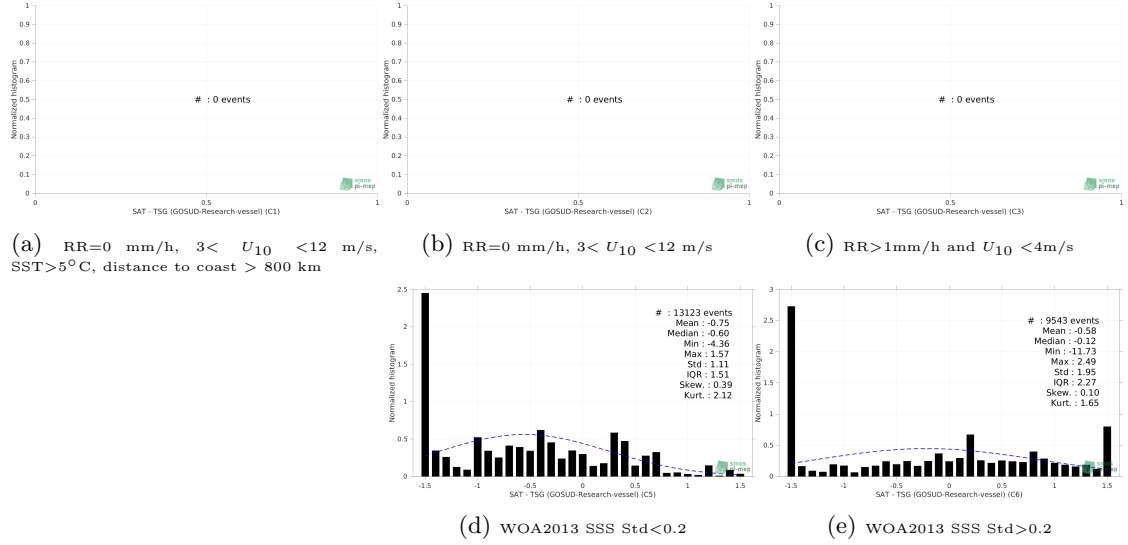 1
0.9
0.8
0.7
0.6
0.5
0.4
0.3
0.2
0.1
0
Normalized histogram
# : 0 events
smos
pi-mep
0 0.5 1
SAT - TSG (GOSUD-Research-vessel) (C1)
(a) RR=0 mm/h, 3< U10 <12 m/s,
SST>5°C, distance to coast > 800 km
1
0.9
0.8
0.7
0.6
0.5
0.4
0.3
0.2
0.1
0
Normalized histogram
# : 0 events
smos
pi-mep
0 0.5 1
SAT - TSG (GOSUD-Research-vessel) (C2)
(b) RR=0 mm/h, 3< U10 <12 m/s
1
0.9
0.8
0.7
0.6
0.5
0.4
0.3
0.2
0.1
0
Normalized histogram
# : 0 events
smos
pi-mep
0 0.5 1
SAT - TSG (GOSUD-Research-vessel) (C3)
(c) RR>1mm/h and U10 <4m/s
2.5
2
1.5
1
0.5
0
Normalized histogram
# : 13123 events
Mean : -0.75
Median : -0.60
Min : -4.36
Max : 1.57
Std : 1.11
IQR : 1.51
Skew. : 0.39
Kurt. : 2.12
smos
pi-mep
-1.5 -1 -0.5 0 0.5 1 1.5
SAT - TSG (GOSUD-Research-vessel) (C5)
(d) WOA2013 SSS Std<0.2
3
2.5
2
1.5
1
0.5
0
Normalized histogram
# : 9543 events
Mean : -0.58
Median : -0.12
Min : -11.73
Max : 2.49
Std : 1.95
IQR : 2.27
Skew. : 0.10
Kurt. : 1.65
smos
pi-mep
-1.5 -1 -0.5 0 0.5 1 1.5
SAT - TSG (GOSUD-Research-vessel) (C6)
(e) WOA2013 SSS Std>0.2